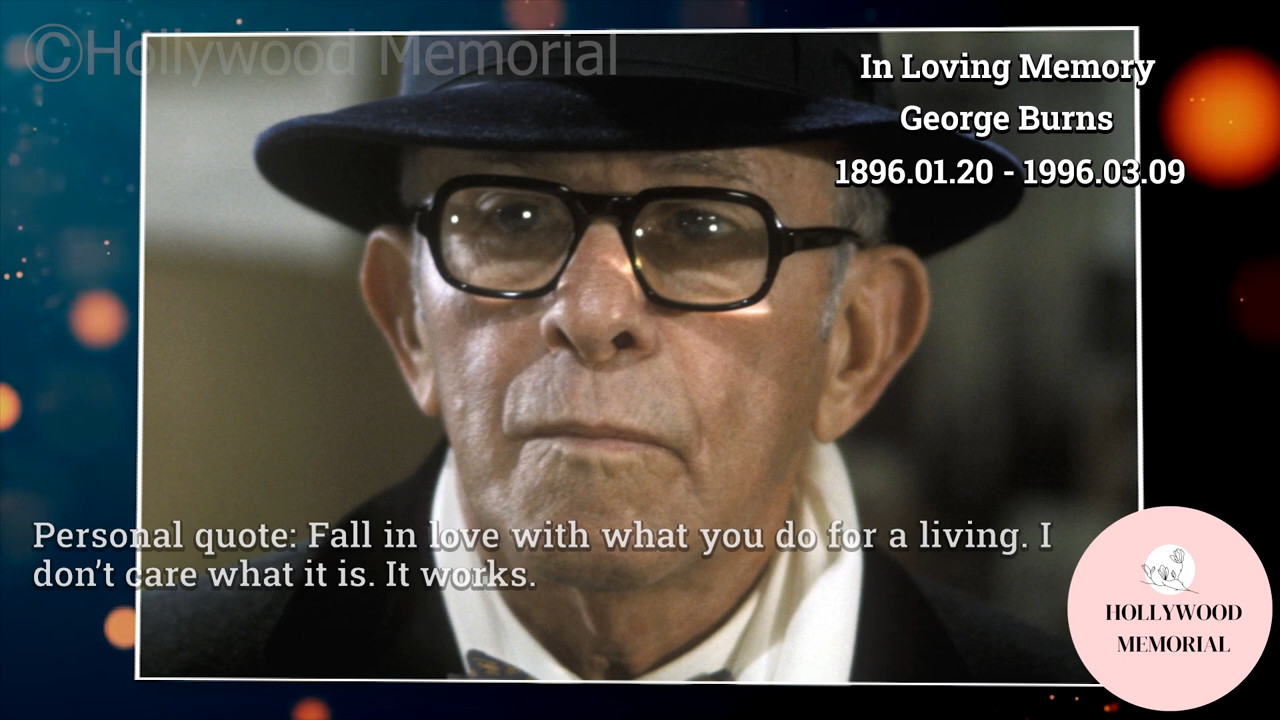 ©Hollywood Memorial
In Loving Memory
George Burns
1896.01.20 - 1996.03.09
Personal quote: Fall in love with what you do for a living. I
don’t care what it is. It works.
HOLLYWOOD
MEMORIAL